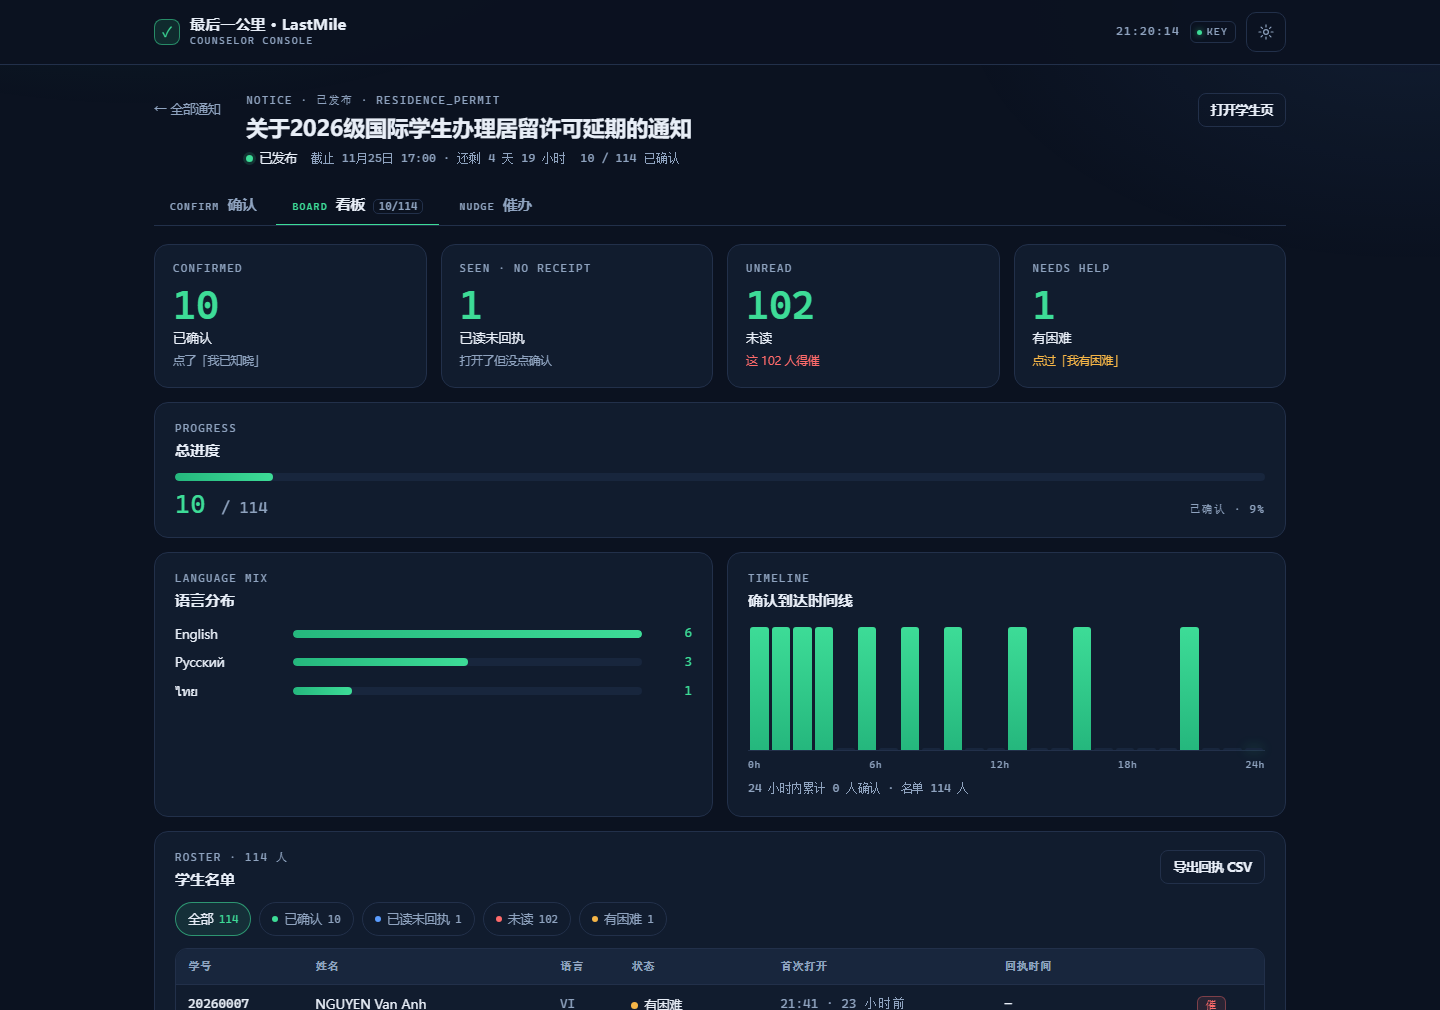 ✓ 最后一公里 • LastMile
COUNSELOR CONSOLE
21:20:14
KEY
← 全部通知
NOTICE · 已发布 · RESIDENCE_PERMIT
关于2026级国际学生办理居留许可延期的通知
已发布 截止 11月25日 17:00 · 还剩 4 天 19 小时 10 / 114 已确认
打开学生页
CONFIRM 确认
BOARD 看板 10/114
NUDGE 催办
CONFIRMED
10
已确认
点了「我已知晓」
SEEN · NO RECEIPT
1
已读未回执
打开了但没点确认
UNREAD
102
未读
这 102 人得催
NEEDS HELP
1
有困难
点过「我有困难」
PROGRESS
总进度
10 / 114
已确认 · 9%
LANGUAGE MIX
语言分布
English 6
Русский 3
ไทย 1
TIMELINE
确认到达时间线
0h 6h 12h 18h 24h
24 小时内累计 0 人确认 · 名单 114 人
ROSTER · 114 人
学生名单
导出回执 CSV
全部 114
已确认 10
已读未回执 1
未读 102
有困难 1
学号 姓名 语言 状态 首次打开 回执时间
20260007 NGUYEN Van Anh VI 有困难 21:41 · 23 小时前 — 催